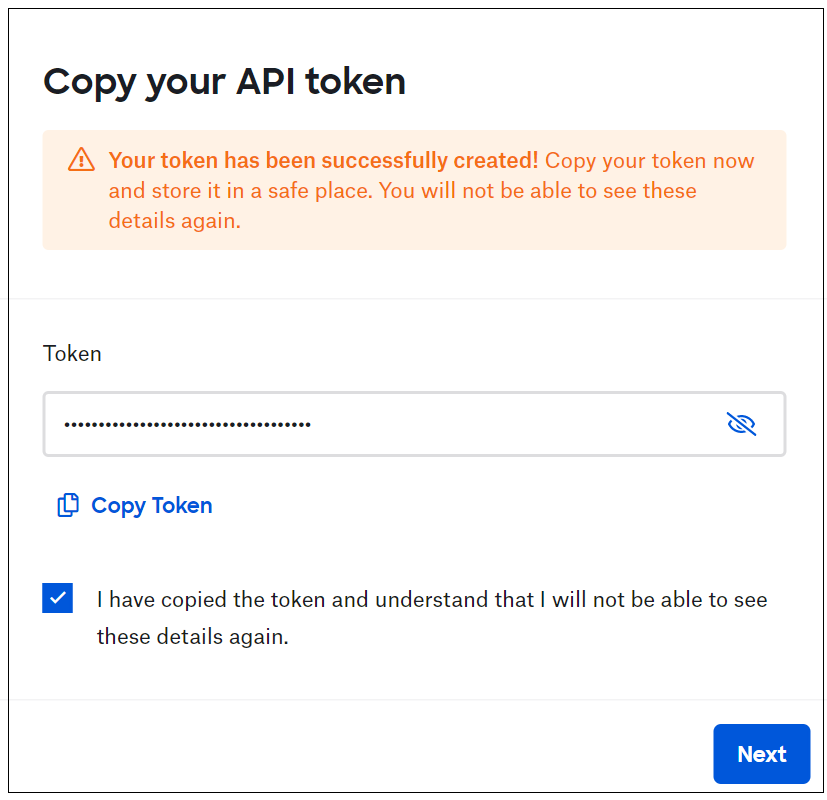 Copy your API token
Your token has been successfully created! Copy your token now
and store it in a safe place. You will not be able to see these
details again.
Token
••••••••••••••••••••••••••••••••••••
Copy Token
I have copied the token and understand that I will not be able to see
these details again.
Next